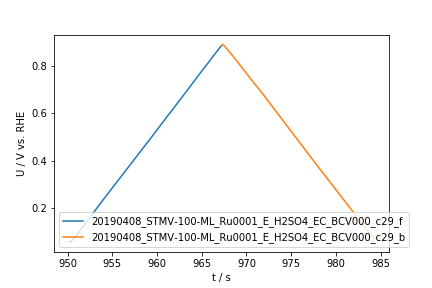 0.8
0.6
0.4
0.2
U / V vs. RHE
20190408_STMV-100-ML_Ru0001_E_H2SO4_EC_BCV000_c29_f
20190408_STMV-100-ML_Ru0001_E_H2SO4_EC_BCV000_c29_b
950 955 960 965 970 975 980 985
t / s